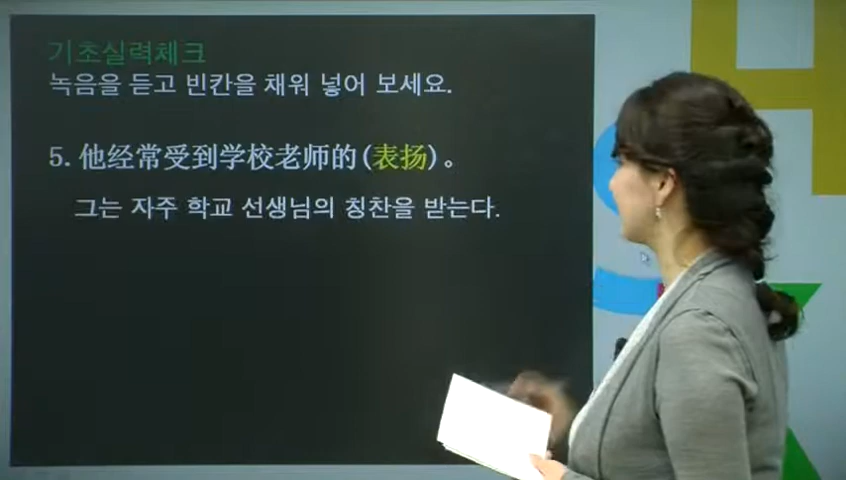 기초실력체크
녹음을 듣고 빈칸을 채워 넣어 보세요.
5. 他经常受到学校老师的(表扬)。
그는 자주 학교 선생님의 칭찬을 받는다.